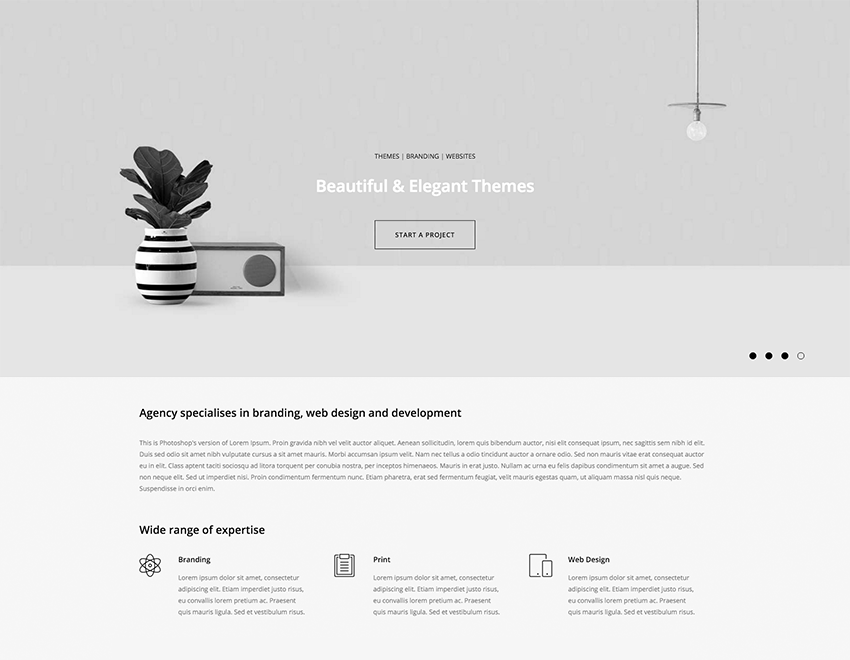 THEMES | BRANDING | WEBSITES
Beautiful & Elegant Themes
START A PROJECT
Agency specialises in branding, web design and development
This is Photoshop's version of Lorem Ipsum. Proin gravida nibh vel velit auctor aliquet. Aenean sollicitudin, lorem quis bibendum auctor, nisi elit consequat ipsum, nec sagittis sem nibh id elit.
Duis sed odio sit amet nibh vulputate cursus a sit amet mauris. Morbi accumsan ipsum velit. Nam nec tellus a odio tincidunt auctor a ornare odio. Sed non mauris vitae erat consequat auctor
eu in elit. Class aptent taciti sociosqu ad litora torquent per conubia nostra, per inceptos himenaeos. Mauris in erat justo. Nullam ac urna eu felis dapibus condimentum sit amet a augue. Sed
non neque elit. Sed ut imperdiet nisi. Proin condimentum fermentum nunc. Etiam pharetra, erat sed fermentum feugiat, velit mauris egestas quam, ut aliquam massa nisl quis neque.
Suspendisse in orci enim.
Wide range of expertise
Branding
Lorem ipsum dolor sit amet, consectetur
adipiscing elit. Etiam imperdiet justo risus,
eu convallis lorem pretium ac. Praesent
quis mauris ligula. Sed et vestibulum risus.
Print
Lorem ipsum dolor sit amet, consectetur
adipiscing elit. Etiam imperdiet justo risus,
eu convallis lorem pretium ac. Praesent
quis mauris ligula. Sed et vestibulum risus.
Web Design
Lorem ipsum dolor sit amet, consectetur
adipiscing elit. Etiam imperdiet justo risus,
eu convallis lorem pretium ac. Praesent
quis mauris ligula. Sed et vestibulum risus.